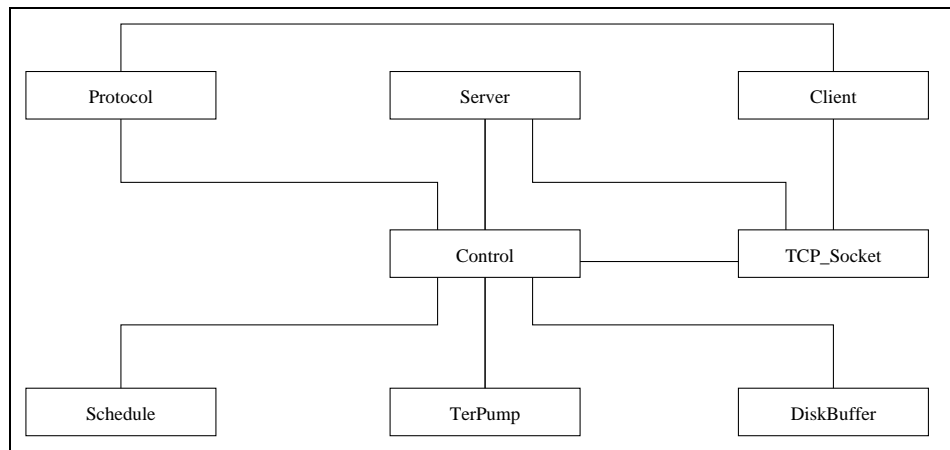 Protocol
Server
Client
Control
TCP_Socket
Schedule
TerPump
DiskBuffer